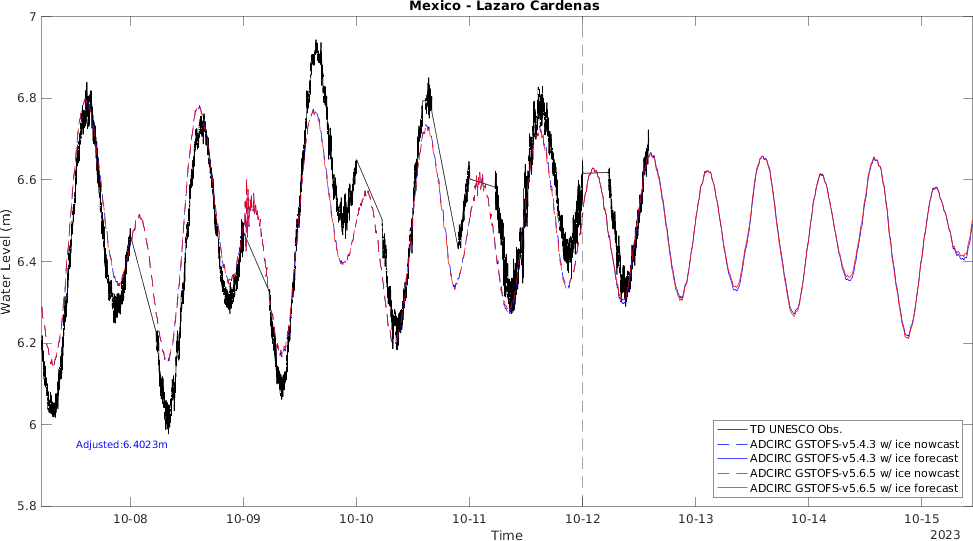 Mexico - Lazaro Cardenas
7
6.8
6.6
6.4
6.2
6
5.8
Water Level (m)
Adjusted:6.4023m
TD UNESCO Obs.
ADCIRC GSTOFS-v5.4.3 w/ ice nowcast
ADCIRC GSTOFS-v5.4.3 w/ ice forecast
ADCIRC GSTOFS-v5.6.5 w/ ice nowcast
ADCIRC GSTOFS-v5.6.5 w/ ice forecast
10-08 10-09 10-10 10-11 10-12 10-13 10-14 10-15
Time
2023